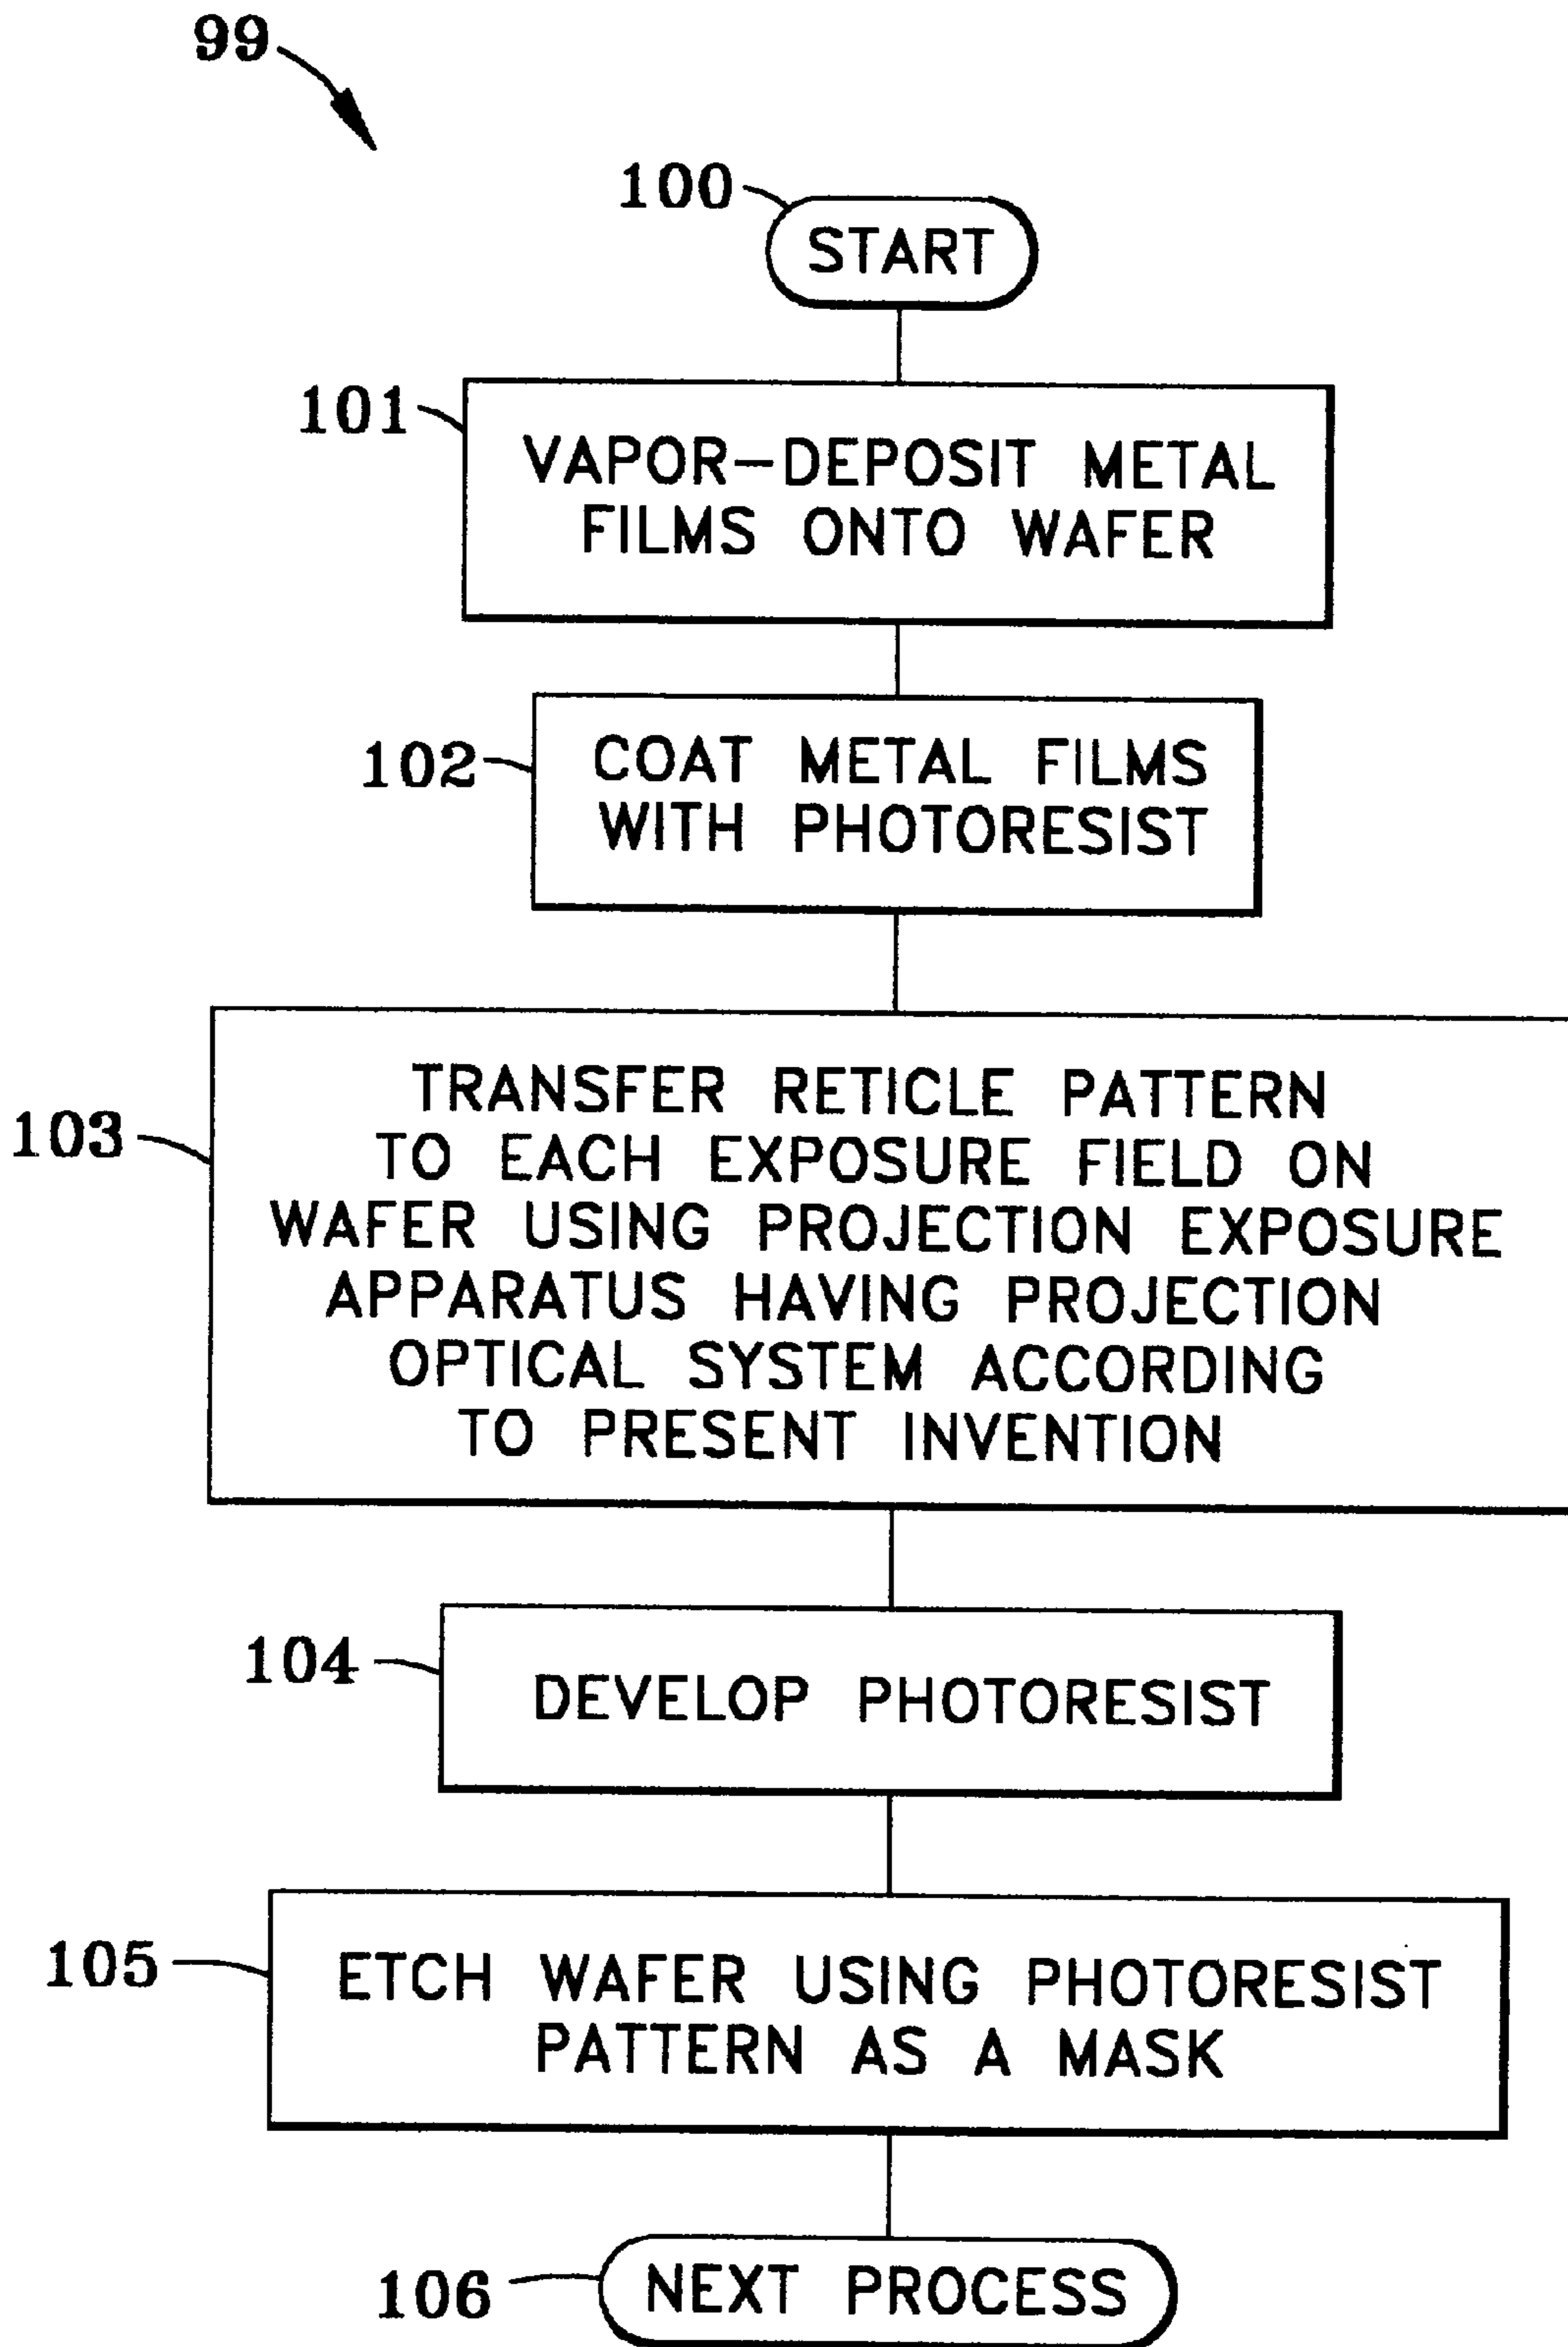 99
100
START
101
VAPOR-DEPOSIT METAL
FILMS ONTO WAFER
102
COAT METAL FILMS
WITH PHOTORESIST
103
TRANSFER RETICLE PATTERN
TO EACH EXPOSURE FIELD ON
WAFER USING PROJECTION EXPOSURE
APPARATUS HAVING PROJECTION
OPTICAL SYSTEM ACCORDING
TO PRESENT INVENTION
104
DEVELOP PHOTORESIST
105
ETCH WAFER USING PHOTORESIST
PATTERN AS A MASK
106
NEXT PROCESS